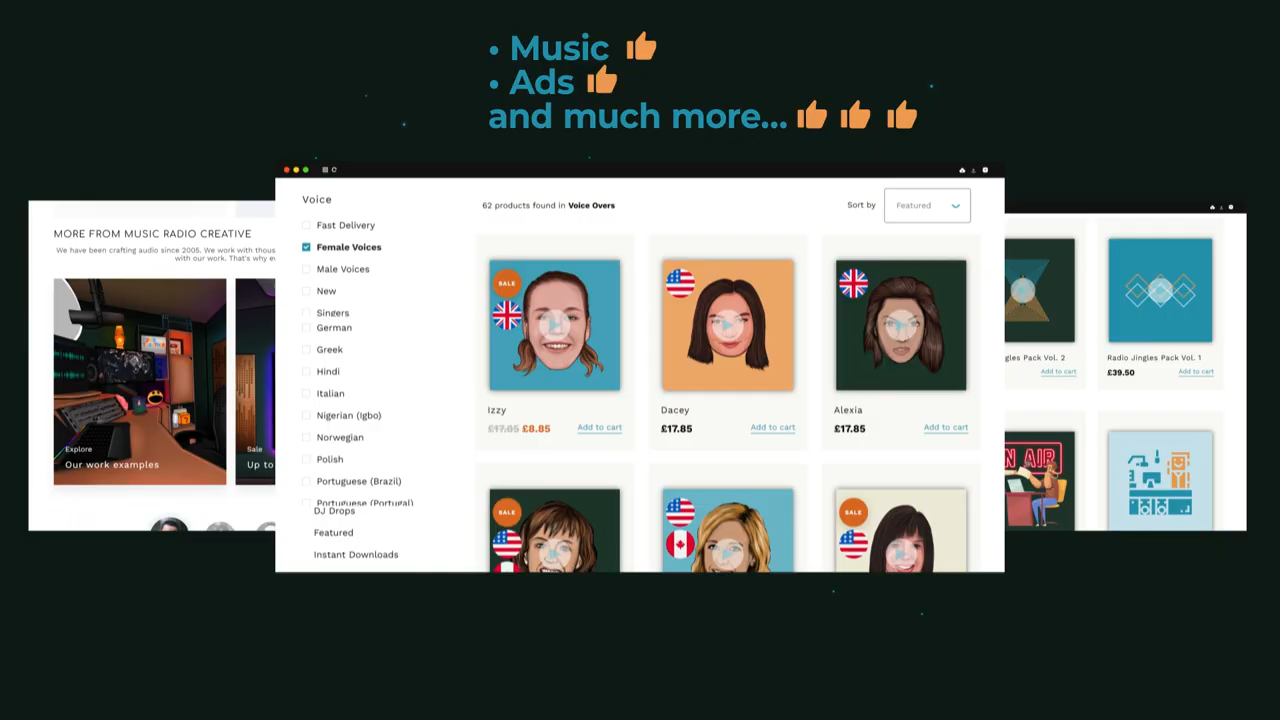 • Music
• Ads
and much more...
MORE FROM MUSIC RADIO CREATIVE
We have been crafting audio since 2005. We work with thous
with our work. That's why
Explore
Our work examples
Sale
Up to
Voice
Fast Delivery
Female Voices
Male Voices
New
Singers
German
Greek
Hindi
Italian
Nigerian (Igbo)
Norwegian
Polish
Portuguese (Brazil)
Portuguese (Portugal)
DJ Drops
Featured
Instant Downloads
62 products found in Voice Overs
Sort by
Featured
SALE
Izzy
£17.85 £8.85 Add to cart
Dacey
£17.85 Add to cart
Alexia
£17.85 Add to cart
SALE
SALE
gles Pack Vol. 2
Add to cart
Radio Jingles Pack Vol. 1
£39.50 Add to cart
N AIR